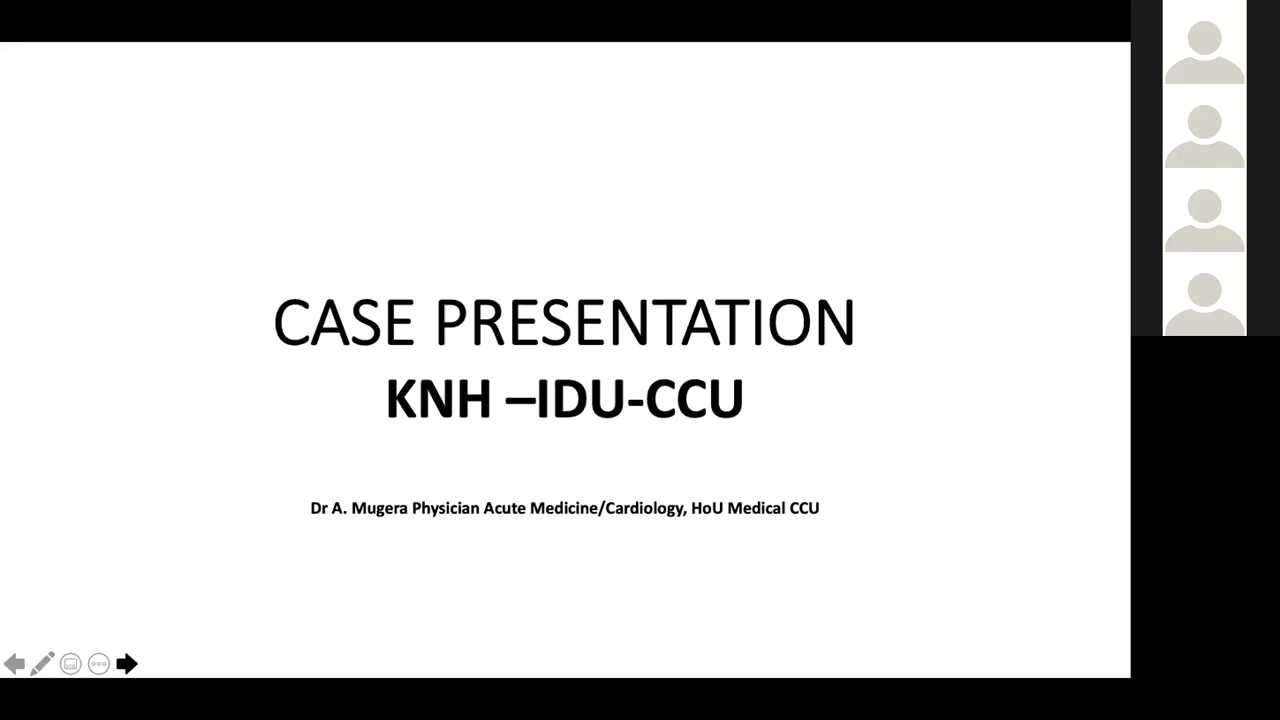 CASE PRESENTATION
KNH –IDU-CCU
Dr A. Mugera Physician Acute Medicine/Cardiology, HoU Medical CCU